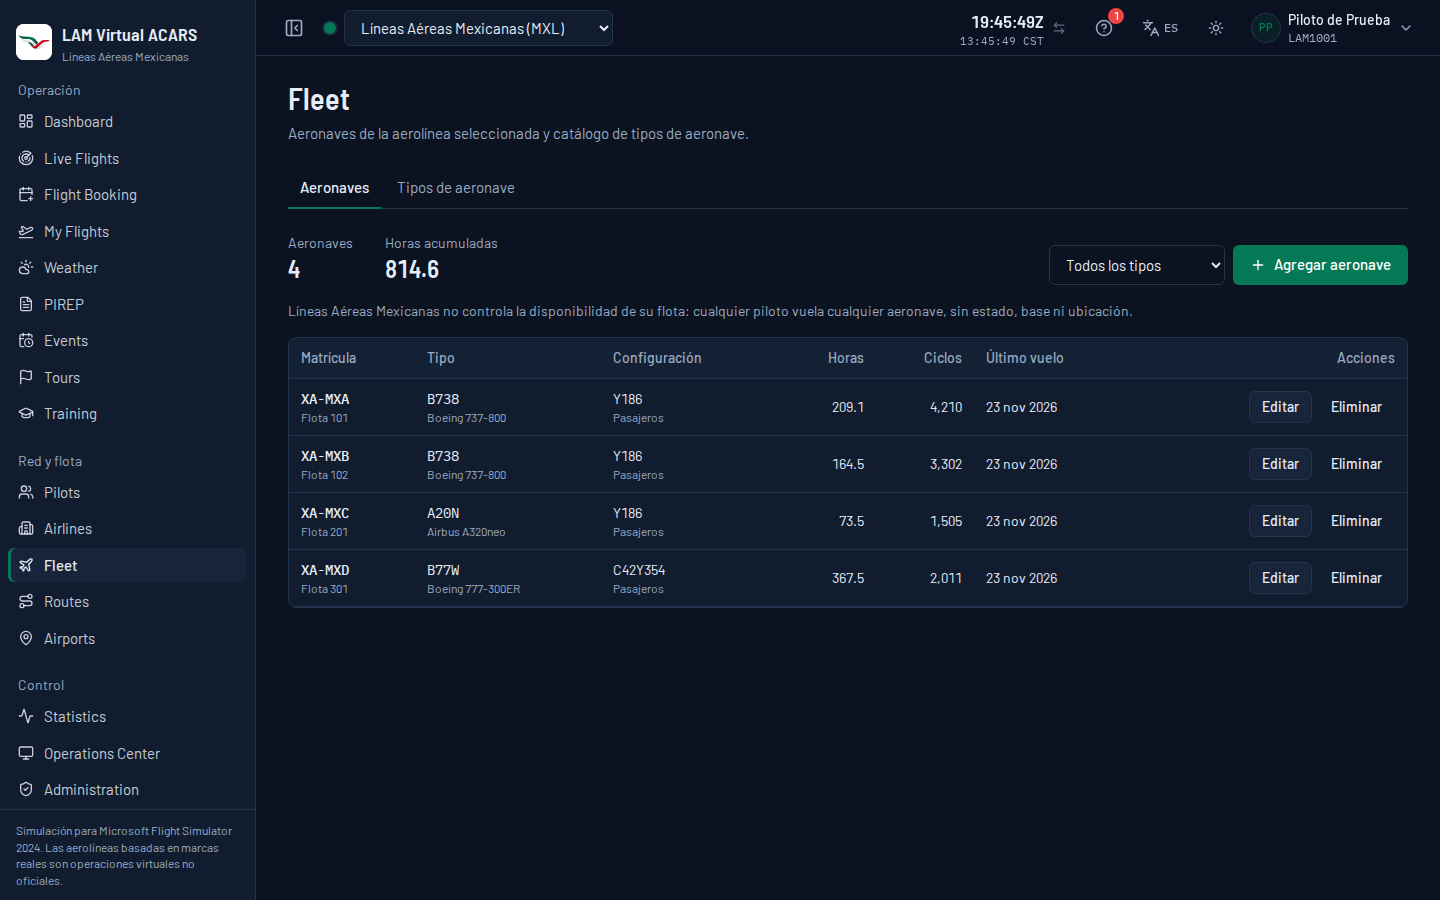 LAM Virtual ACARS
Líneas Aéreas Mexicanas
Operación
Dashboard
Live Flights
Flight Booking
My Flights
Weather
PIREP
Events
Tours
Training
Red y flota
Pilots
Airlines
Fleet
Routes
Airports
Control
Statistics
Operations Center
Administration
Simulación para Microsoft Flight Simulator
2024. Las aerolíneas basadas en marcas
reales son operaciones virtuales no
oficiales.
Líneas Aéreas Mexicanas (MXL)
19:45:49Z
13:45:49 CST
1
ES
PP
Piloto de Prueba
LAM1001
Fleet
Aeronaves de la aerolínea seleccionada y catálogo de tipos de aeronave.
Aeronaves Tipos de aeronave
Aeronaves Horas acumuladas
4 814.6
Todos los tipos
Agregar aeronave
Líneas Aéreas Mexicanas no controla la disponibilidad de su flota: cualquier piloto vuela cualquier aeronave, sin estado, base ni ubicación.
Matrícula Tipo Configuración Horas Ciclos Último vuelo Acciones
XA-MXA B738 Y186 209.1 4,210 23 nov 2026 Editar Eliminar
Flota 101 Boeing 737-800 Pasajeros
XA-MXB B738 Y186 164.5 3,302 23 nov 2026 Editar Eliminar
Flota 102 Boeing 737-800 Pasajeros
XA-MXC A20N Y186 73.5 1,505 23 nov 2026 Editar Eliminar
Flota 201 Airbus A320neo Pasajeros
XA-MXD B77W C42Y354 367.5 2,011 23 nov 2026 Editar Eliminar
Flota 301 Boeing 777-300ER Pasajeros